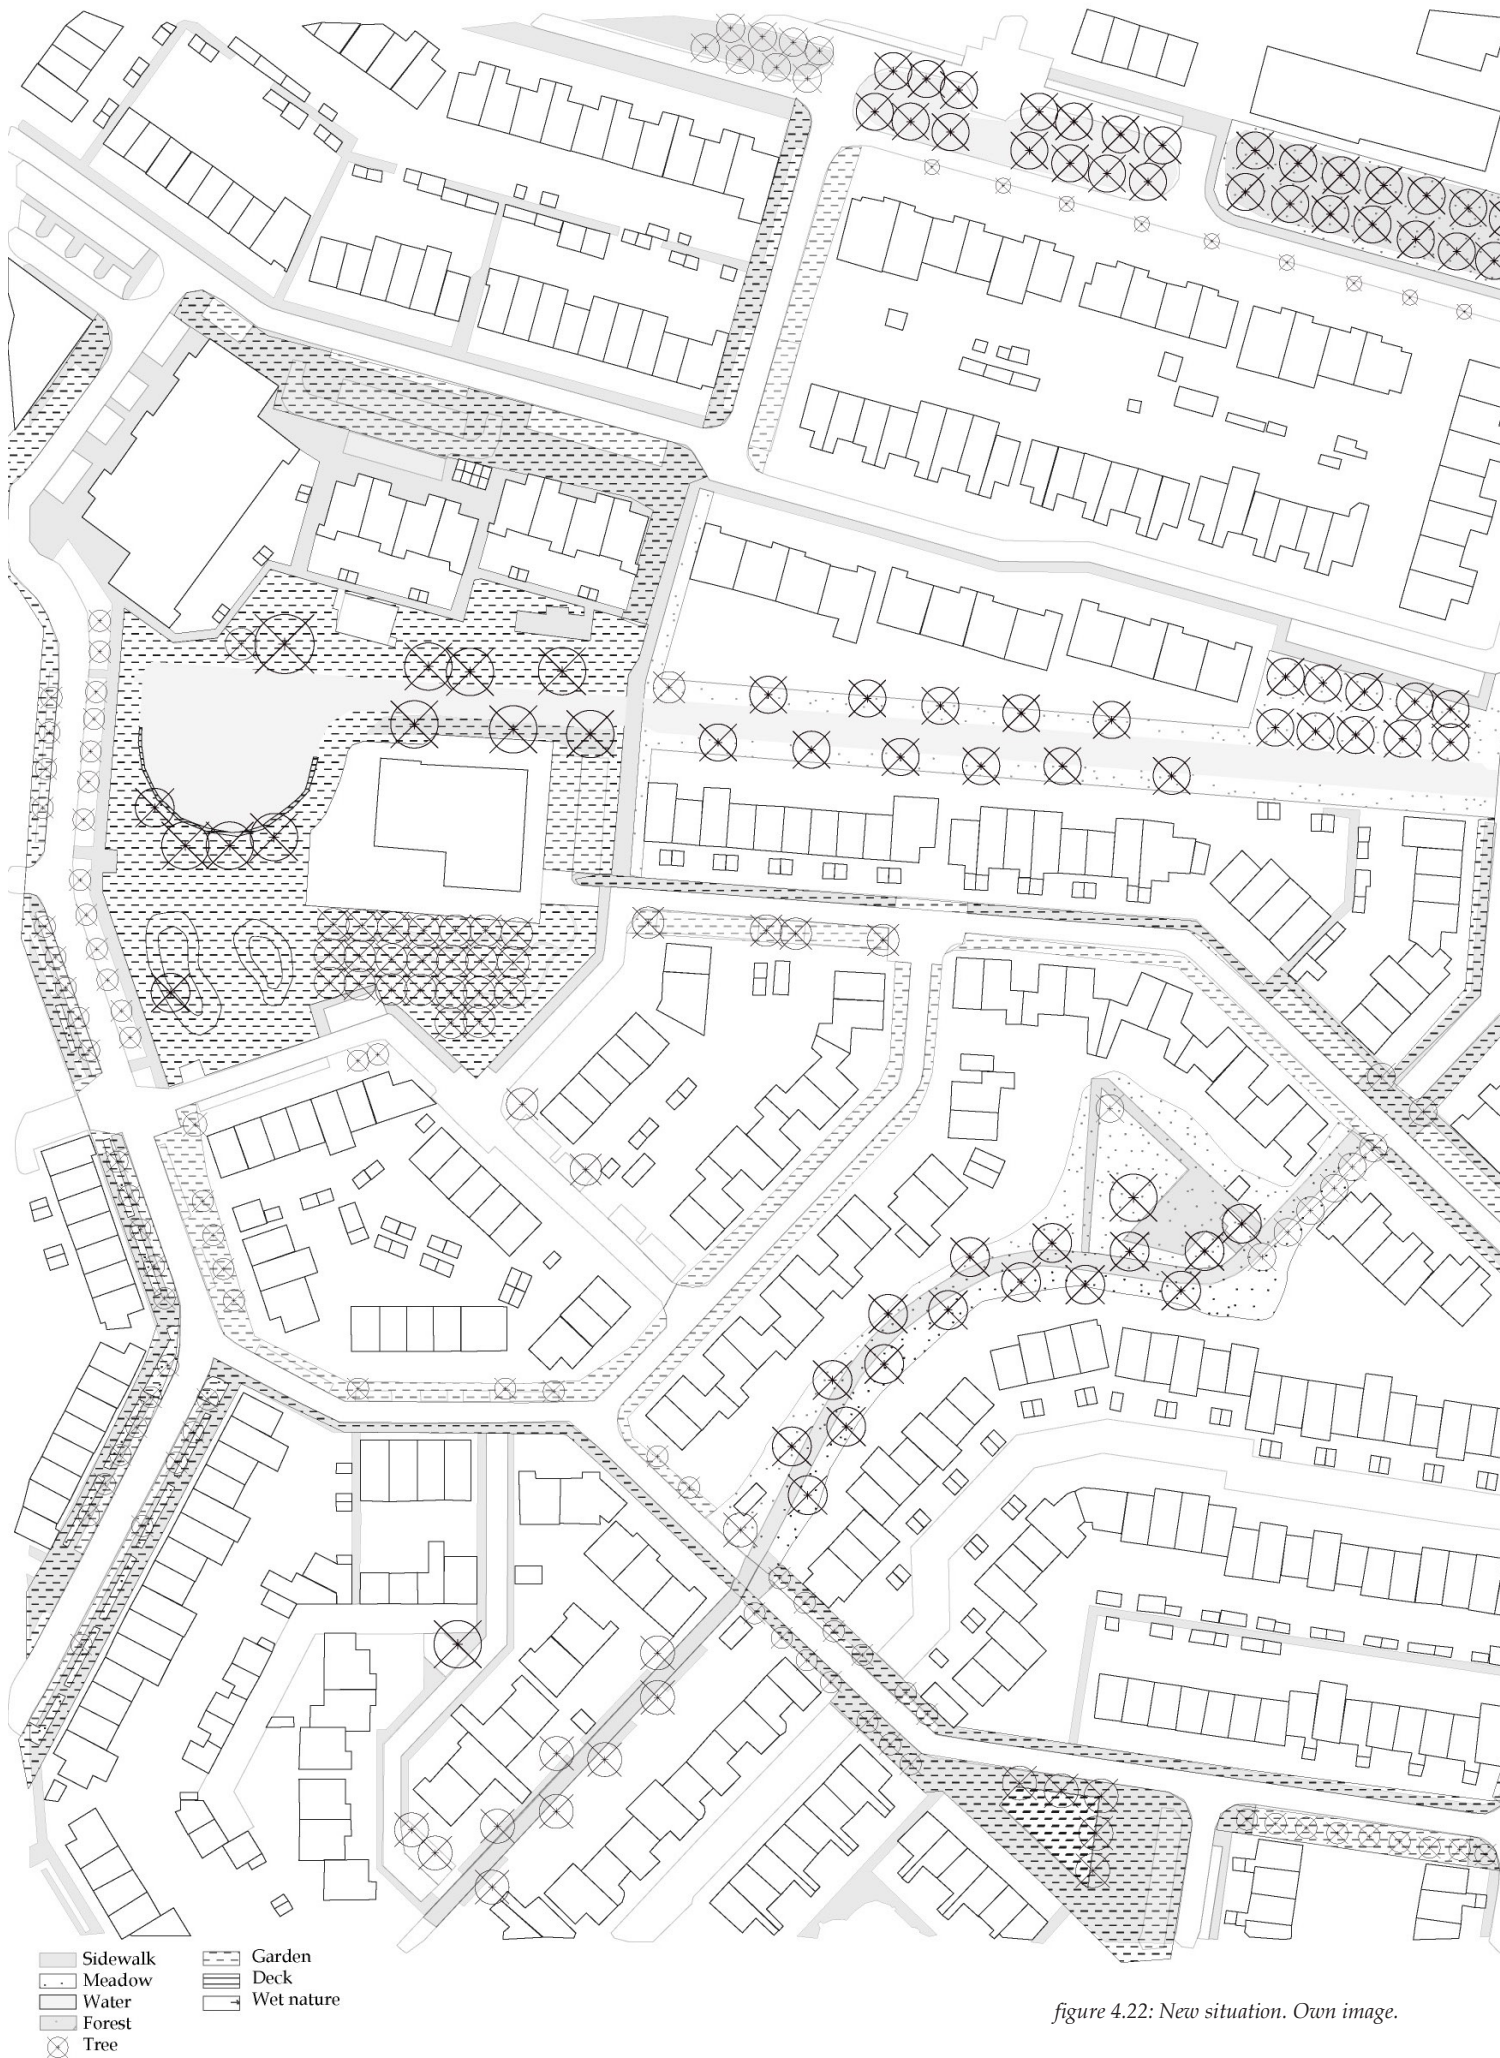 Sidewalk
Meadow
Water
Forest
Tree
Garden
Deck
Wet nature
figure 4.22: New situation. Own image.